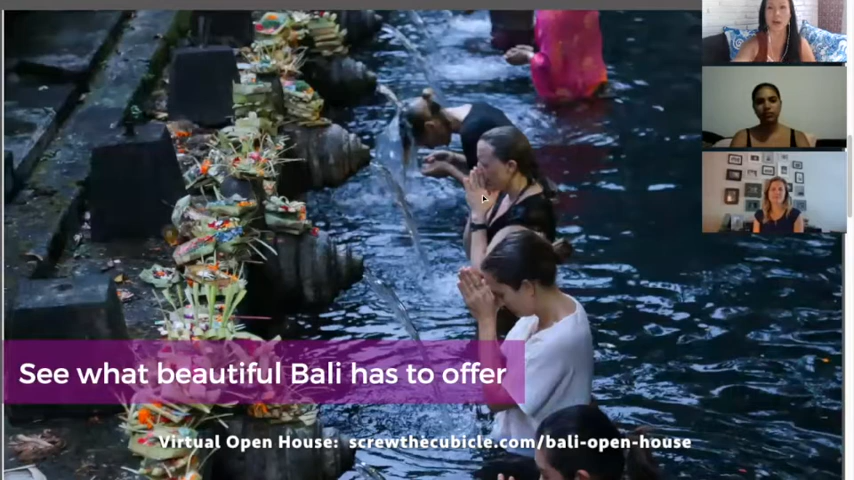 See what beautiful Bali has to offer
Virtual Open House: screwthecubicle.com/bali-open-house